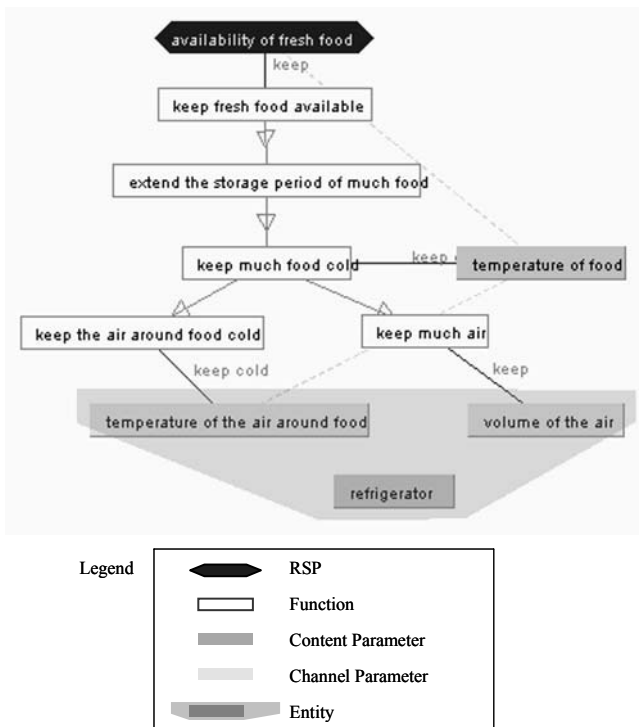 availability of fresh food
keep
keep fresh food available
extend the storage period of much food
keep much food cold
keep
temperature of food
keep the air around food cold
keep much air
keep cold
keep
temperature of the air around food
volume of the air
refrigerator
Legend
RSP
Function
Content Parameter
Channel Parameter
Entity